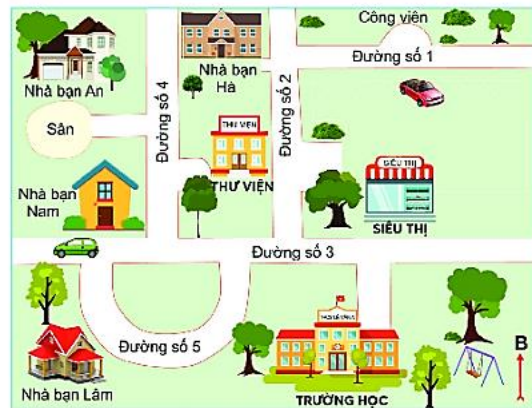 Công viên
Đường số 1
Nhà bạn
Hà
Nhà bạn An
Đường số 4
Đường số 2
Sân
THƯ VIỆN
THƯ VIỆN
SIÊU THỊ
SIÊU THỊ
Nhà bạn
Nam
Đường số 3
Đường số 5
Nhà bạn Lâm
TRƯỜNG HỌC
B